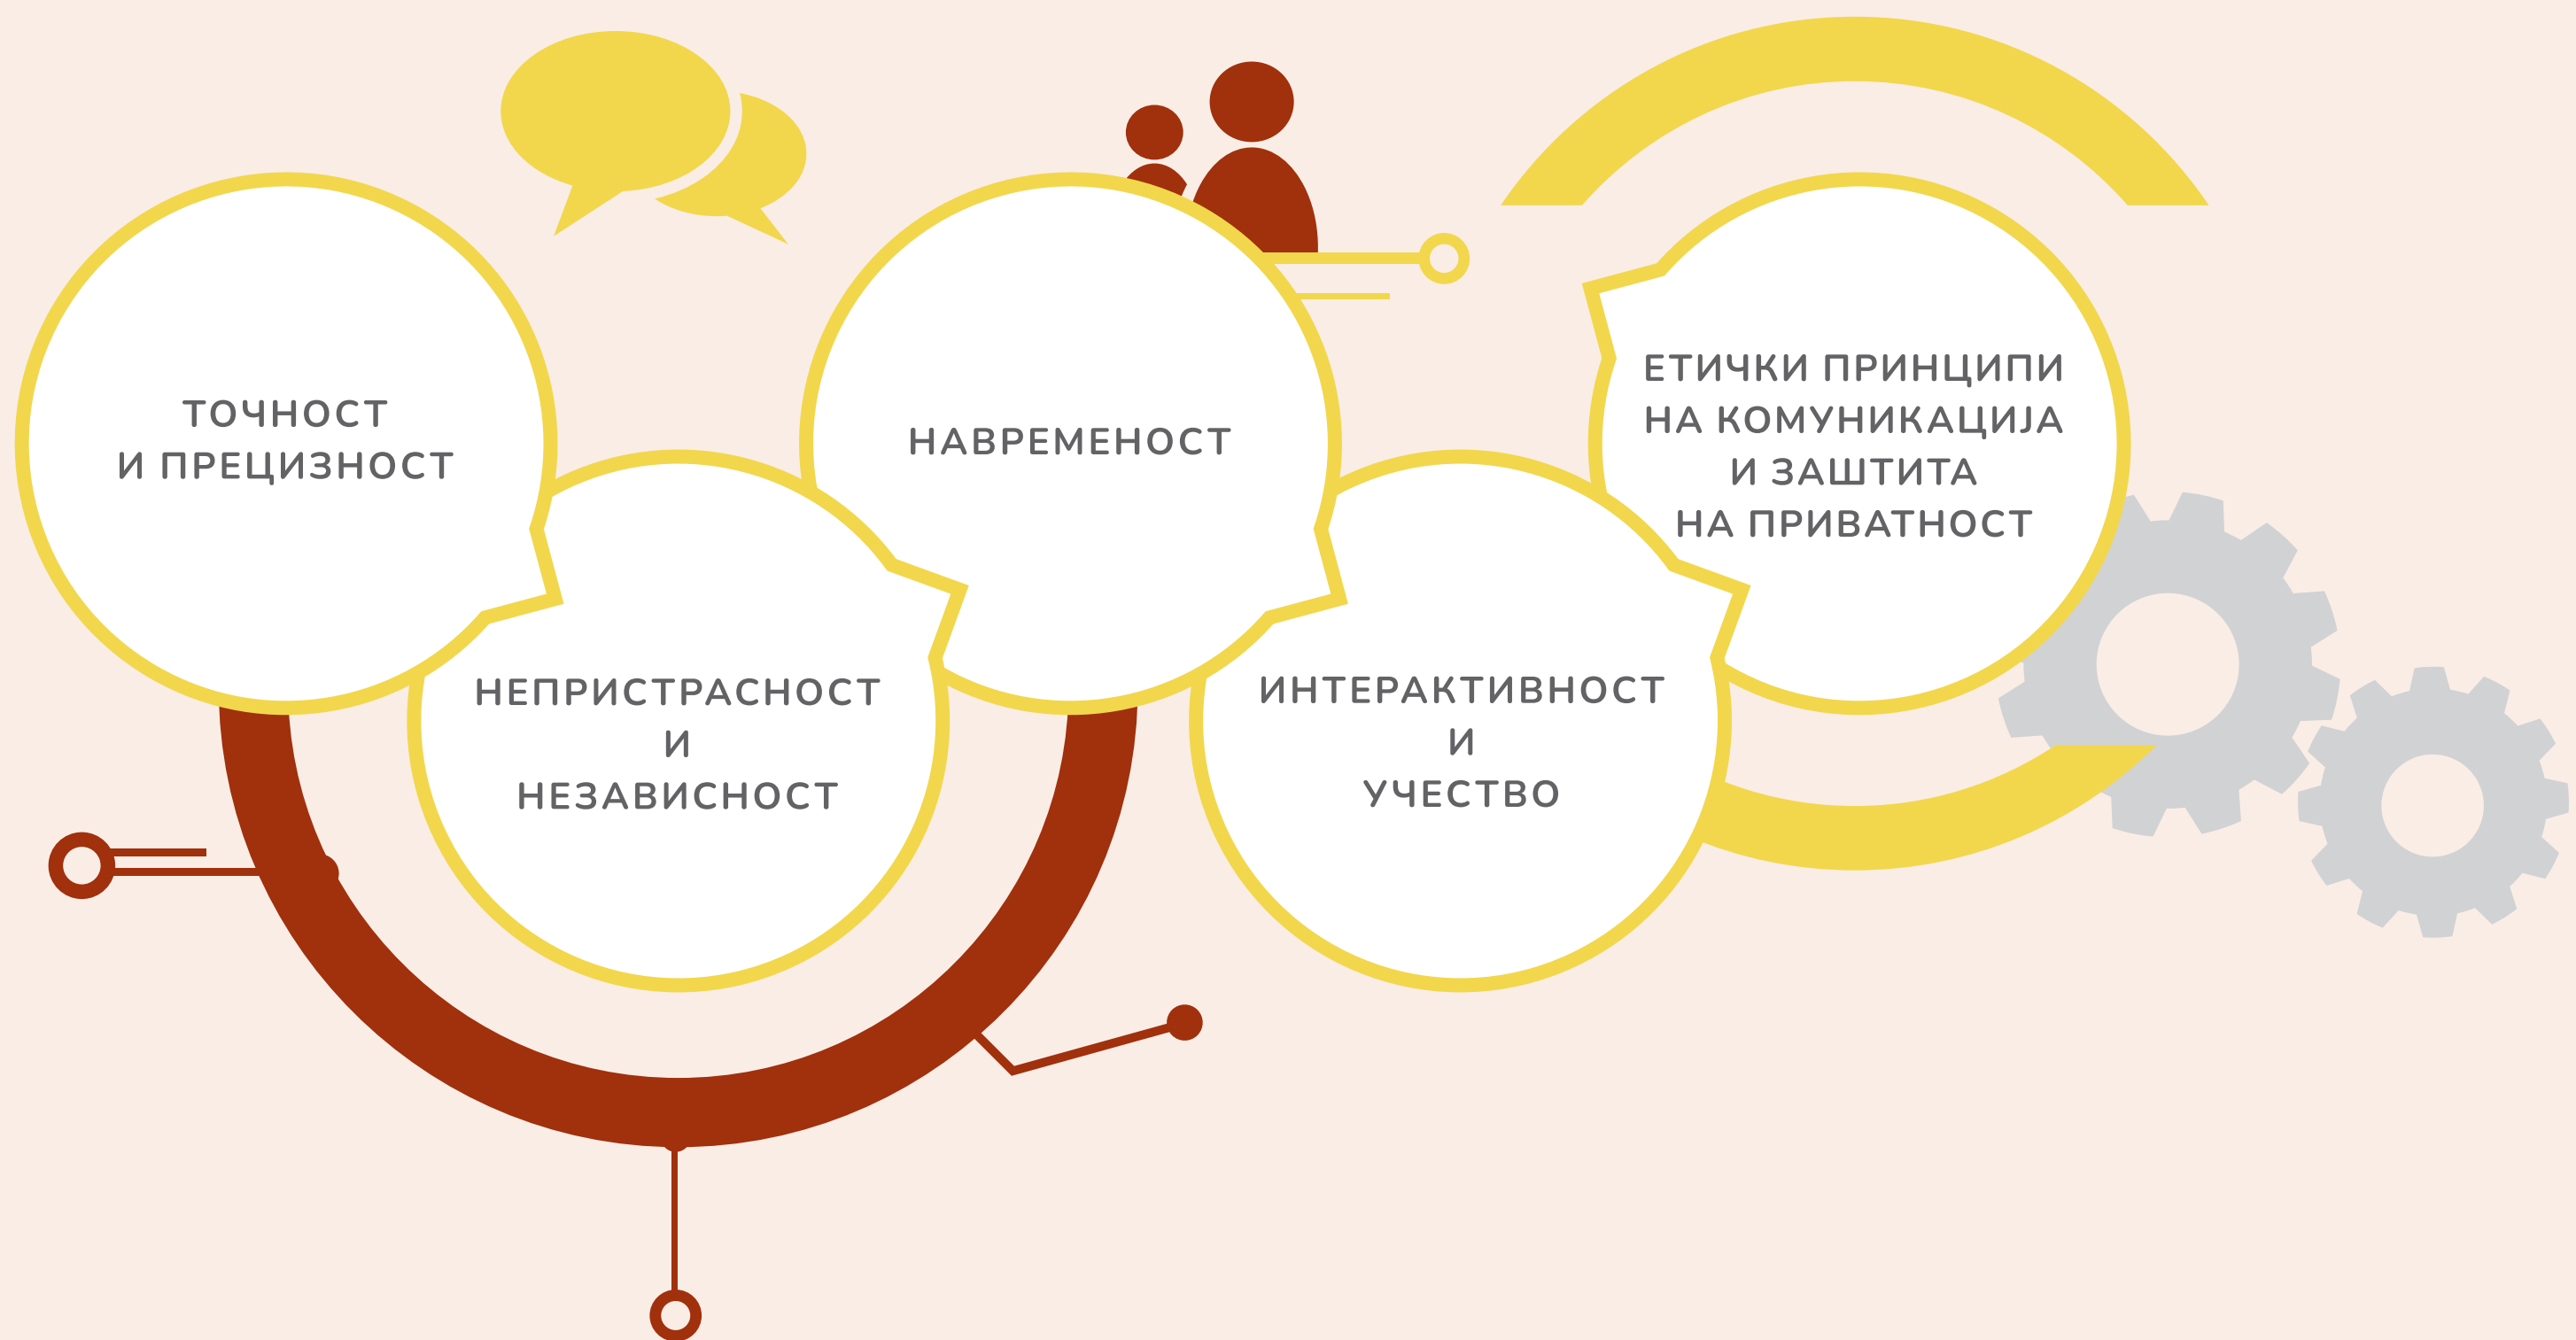 ТОЧНОСТ
И ПРЕЦИЗНОСТ
НЕПРИСТРАСНОСТ
И
НЕЗАВИСНОСТ
НАВРЕМЕНОСТ
ИНТЕРАКТИВНОСТ
И
УЧЕСТВО
ЕТИЧКИ ПРИНЦИПИ
НА КОМУНИКАЦИЈА
И ЗАШТИТА
НА ПРИВАТНОСТ